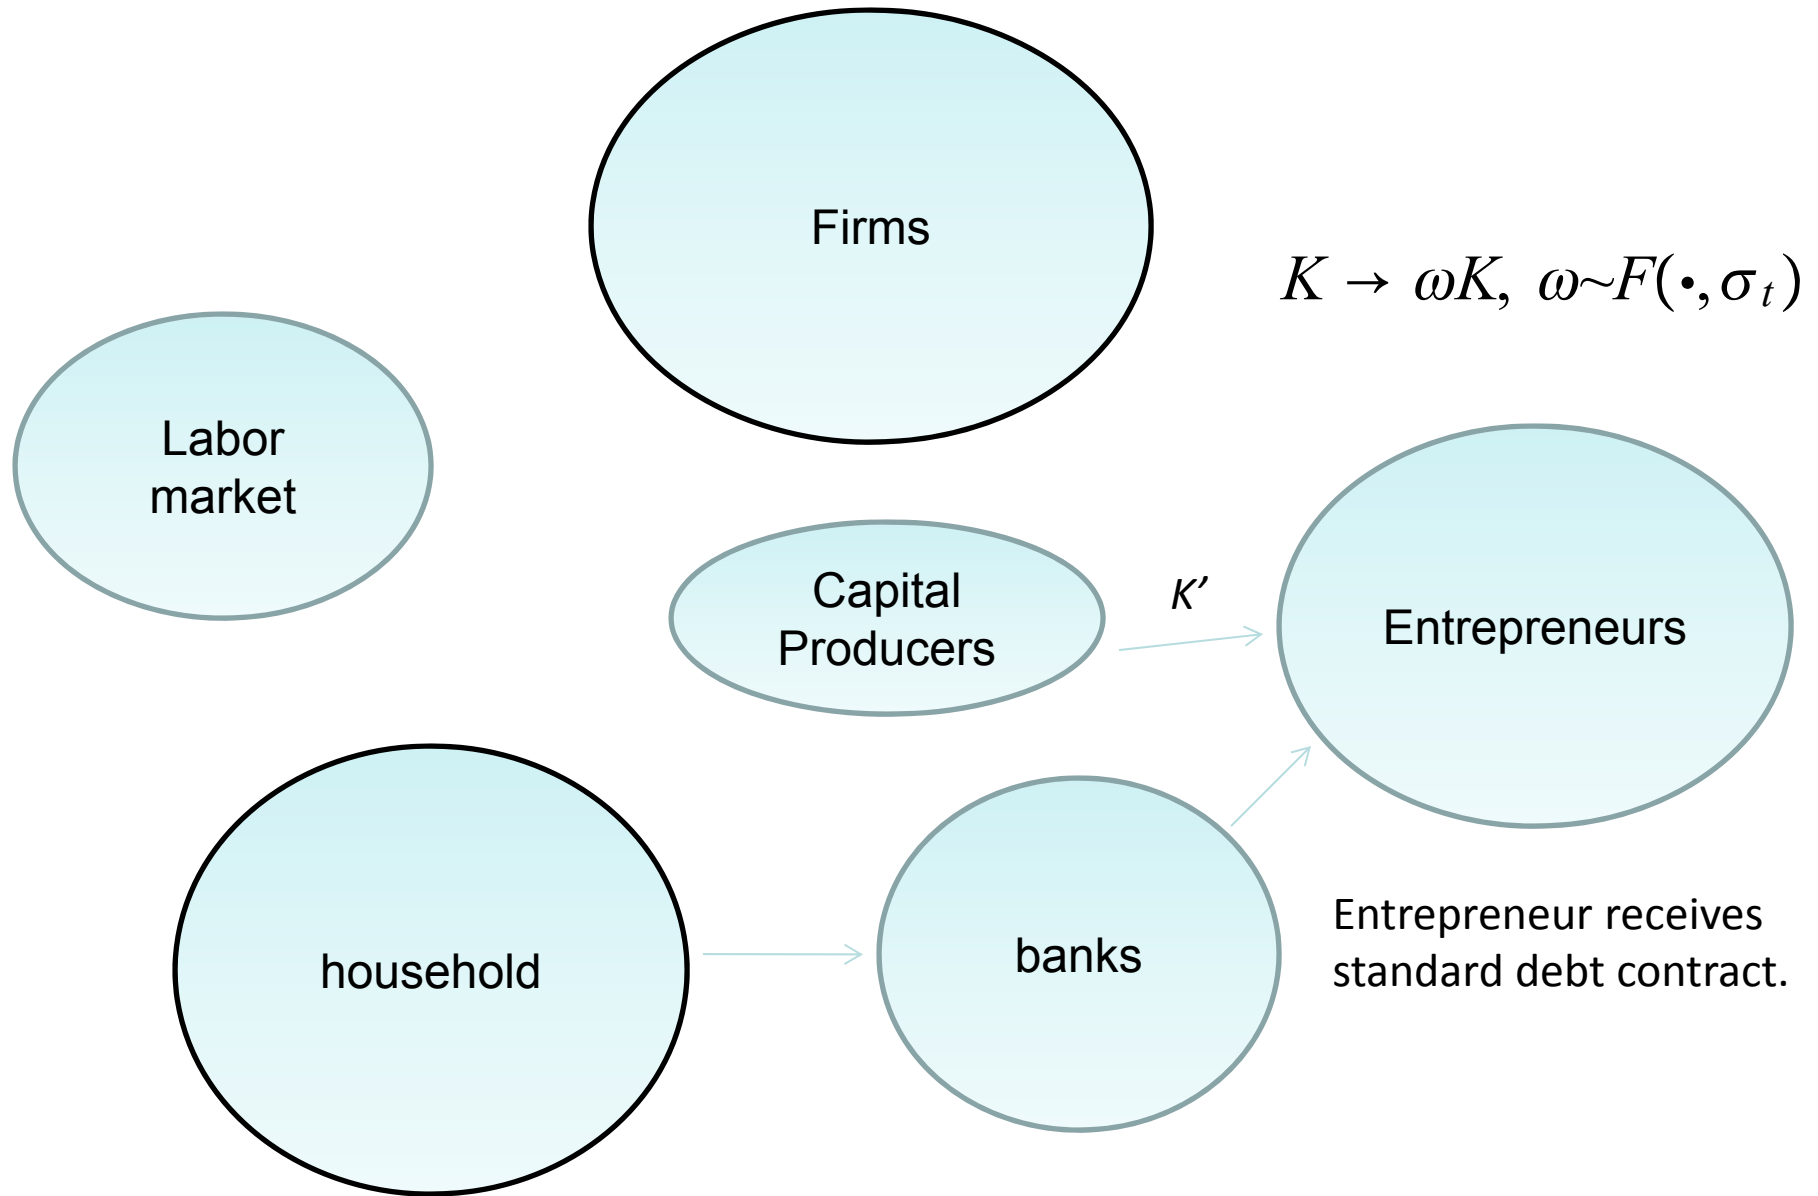 Firms
K → ωK, ω~F(•,σ_t)
Labor
market
Capital
Producers
K’
Entrepreneurs
household
banks
Entrepreneur receives
standard debt contract.